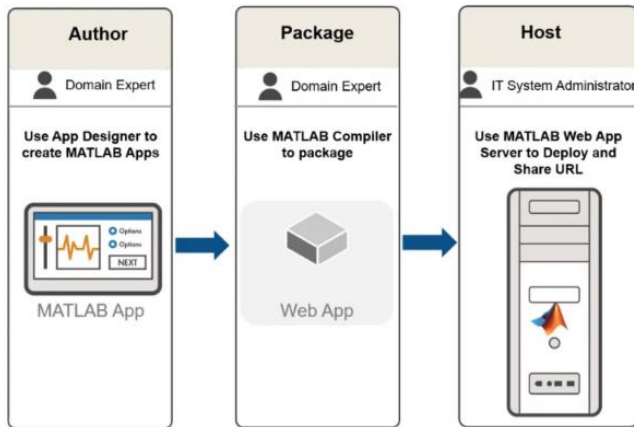 Author
Domain Expert
Use App Designer to
create MATLAB Apps
Options
Options
NEXT
MATLAB App
Package
Domain Expert
Use MATLAB Compiler
to package
Web App
Host
IT System Administrator
Use MATLAB Web App
Server to Deploy and
Share URL